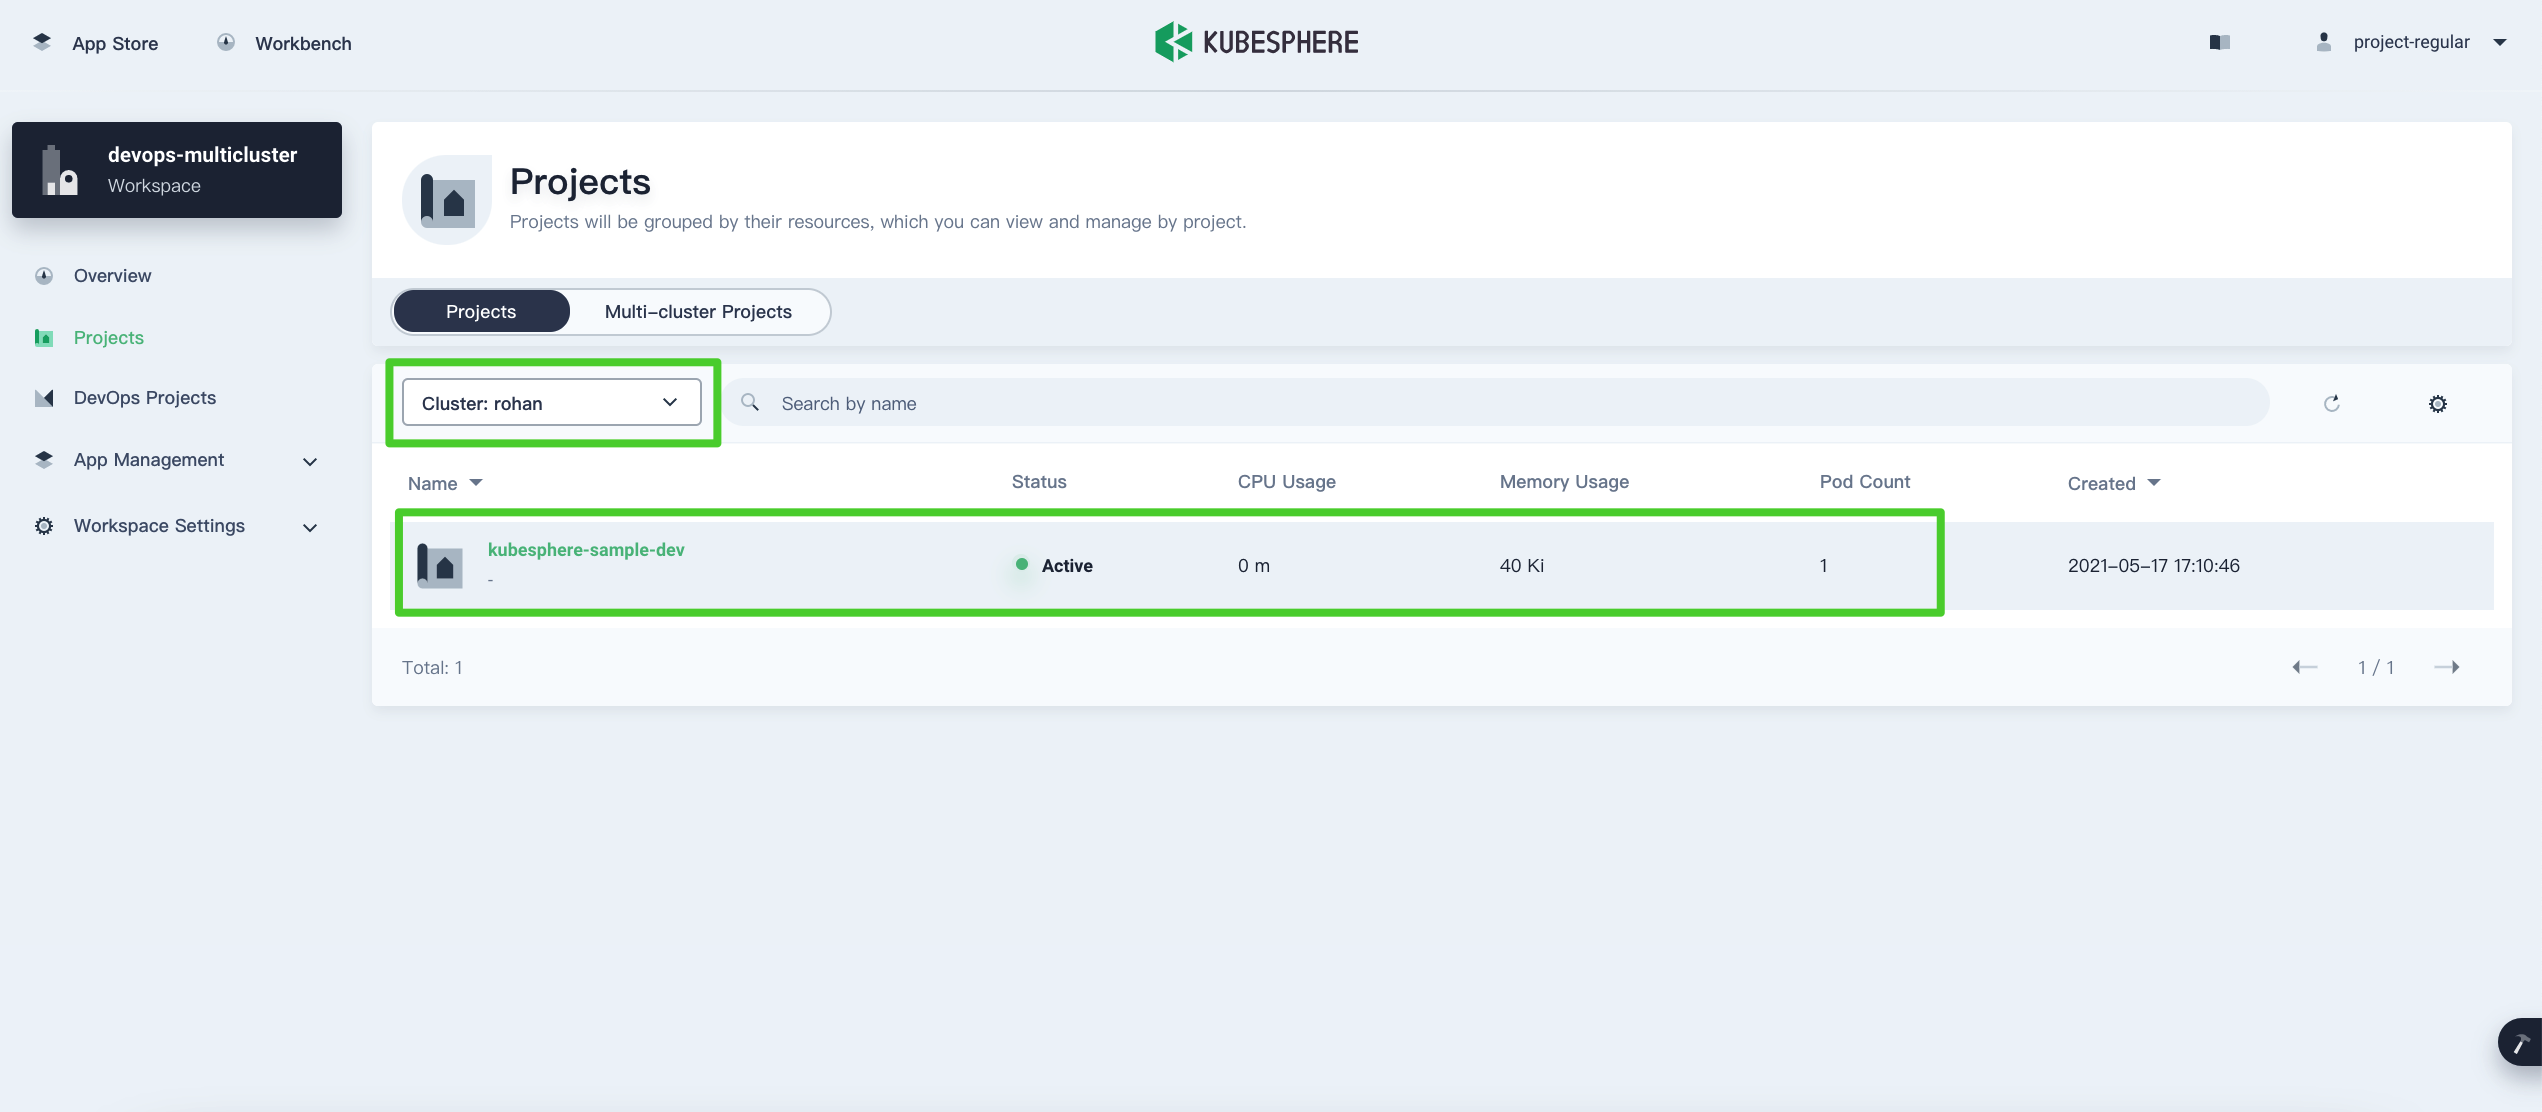 App Store
Workbench
KUBESPHERE
project-regular
devops-multicluster
Workspace
Overview
Projects
DevOps Projects
App Management
Workspace Settings
Projects
Projects will be grouped by their resources, which you can view and manage by project.
Projects
Multi-cluster Projects
Cluster: rohan
Search by name
Name
Status
CPU Usage
Memory Usage
Pod Count
Created
kubesphere-sample-dev
-
Active
0 m
40 Ki
1
2021-05-17 17:10:46
Total: 1
1 / 1